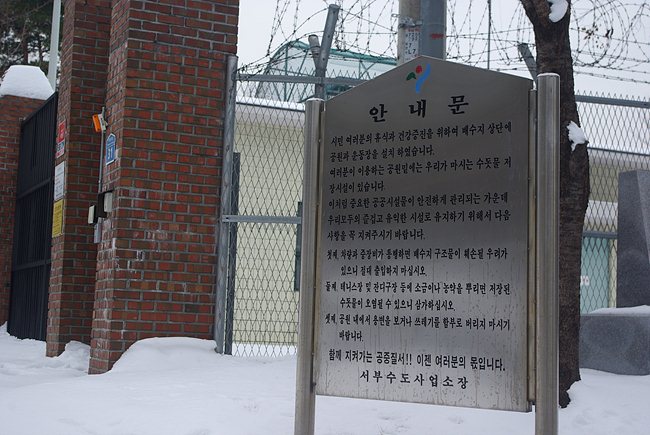 안 내 문
시민 여러분의 휴식과 건강증진을 위하여 배수지 상단에
공원과 운동장을 설치 하였습니다.
여러분이 이용하는 공원밑에는 우리가 마시는 수돗물 저
장시설이 있습니다.
이처럼 중요한 공공시설물이 안전하게 관리되는 가운데
우리모두의 즐겁고 유익한 시설로 유지하기 위해서 다음
사항을 꼭 지켜주시기 바랍니다.
첫째, 차량과 중장비가 통행하면 배수지 구조물이 훼손될 우려가
있으니 절대 출입하지 마십시오.
둘째, 테니스장 및 잔디구장 등에 소금이나 농약을 뿌리면 저장된
수돗물이 오염될 수 있으니 삼가하십시오.
셋째, 공원 내에서 용변을 보거나 쓰레기를 함부로 버리지 마시기
바랍니다.
함께 지켜가는 공중질서!! 이젠 여러분의 몫입니다.
서부수도사업소장